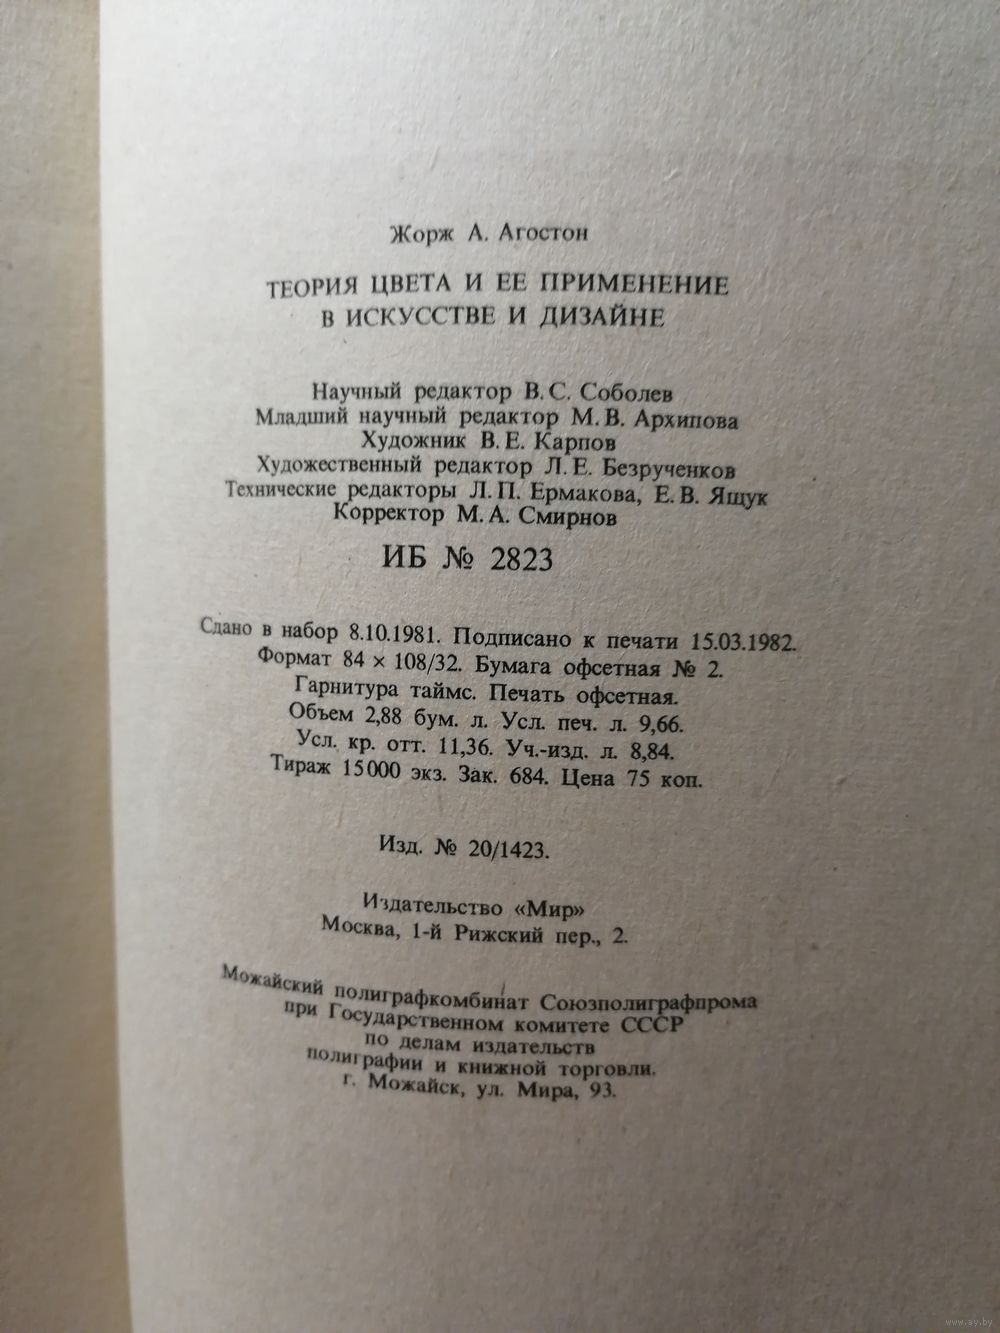 Жорж А. Агостон
ТЕОРИЯ ЦВЕТА И ЕЕ ПРИМЕНЕНИЕ
В ИСКУССТВЕ И ДИЗАЙНЕ
Научный редактор В. С. Соболев
Младший научный редактор М. В. Архипова
Художник В. Е. Карпов
Художественный редактор Л. Е. Безрученков
Технические редакторы Л. П. Ермакова, Е. В. Ящук
Корректор М. А. Смирнов
ИБ № 2823
Сдано в набор 8.10.1981. Подписано к печати 15.03.1982.
Формат 84 × 108/32. Бумага офсетная № 2.
Гарнитура таймс. Печать офсетная.
Объем 2,88 бум. л. Усл. печ. л. 9,66.
Усл. кр. отт. 11,36. Уч.-изд. л. 8,84.
Тираж 15000 экз. Зак. 684. Цена 75 коп.
Изд. № 20/1423.
Издательство «Мир»
Москва, 1-й Рижский пер., 2.
Можайский полиграфкомбинат Союзполиграфпрома
при Государственном комитете СССР
по делам издательств
полиграфии и книжной торговли.
г. Можайск, ул. Мира, 93.
www.ay.by